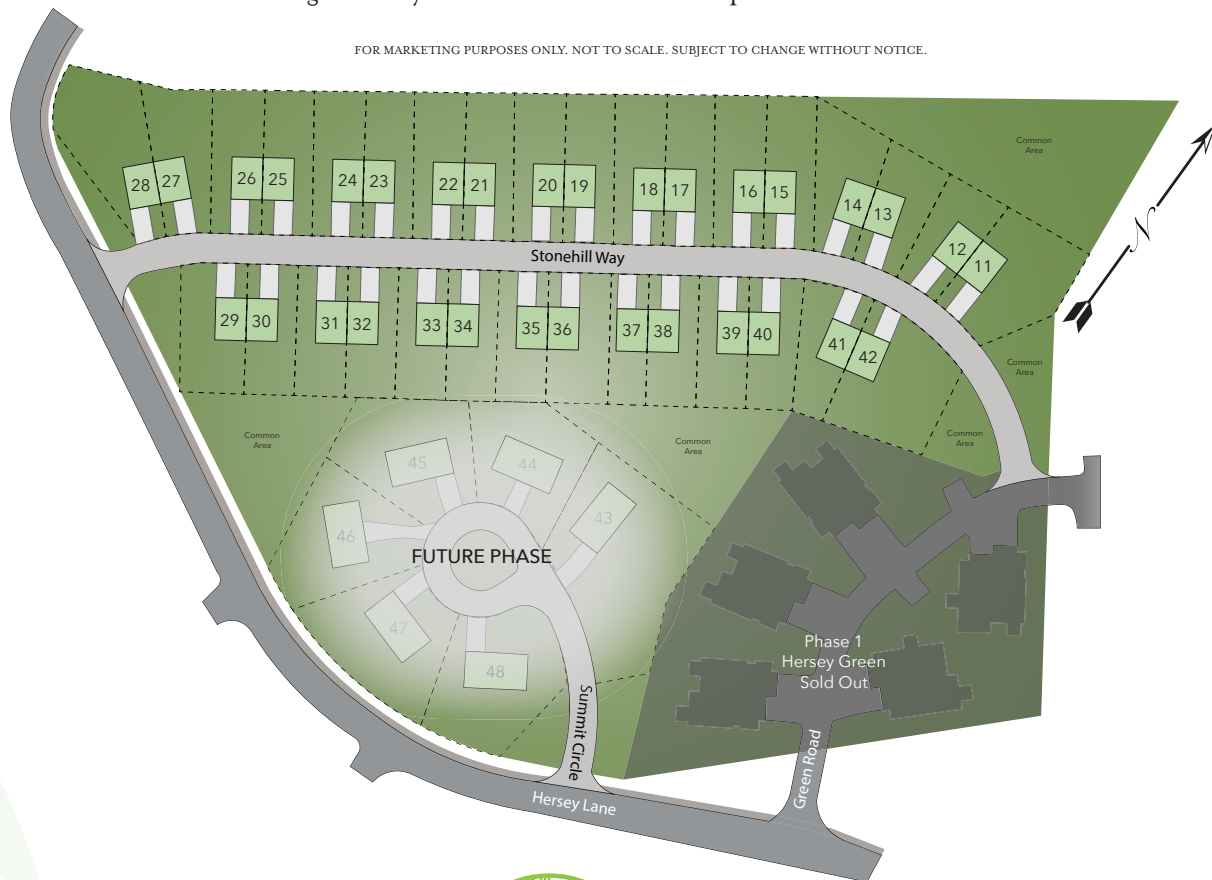 FOR MARKETING PURPOSES ONLY. NOT TO SCALE. SUBJECT TO CHANGE WITHOUT NOTICE.
Common
Area
N
28 27
26 25
24 23
22 21
20 19
18 17
16 15
14 13
12 11
Stonehill Way
29 30
31 32
33 34
35 36
37 38
39 40
41 42
Common
Area
Common
Area
Common
Area
Common
Area
45
44
43
46
FUTURE PHASE
47
48
Phase 1
Hersey Green
Sold Out
Summit Circle
Green Road
Hersey Lane